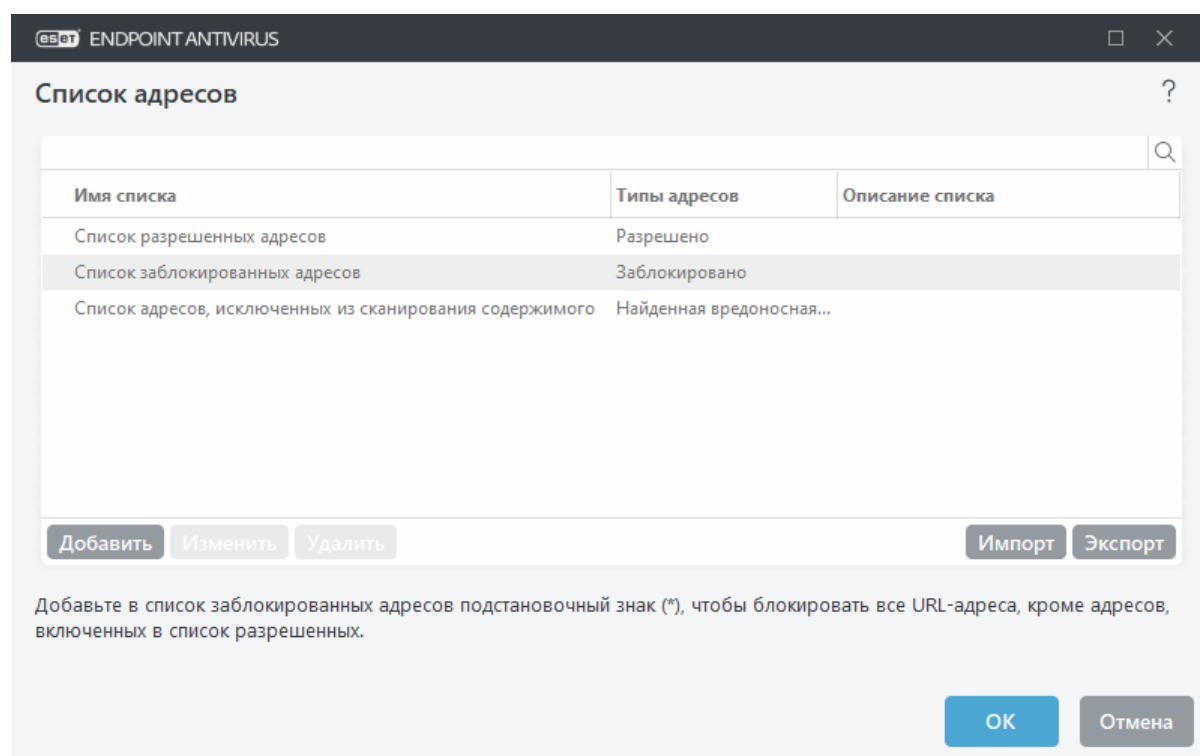 eset ENDPOINT ANTIVIRUS
Список адресов
?
Имя списка Типы адресов Описание списка
Список разрешенных адресов Разрешено
Список заблокированных адресов Заблокировано
Список адресов, исключенных из сканирования содержимого Найденная вредоносная...
Добавить Изменить Удалить Импорт Экспорт
Добавьте в список заблокированных адресов подстановочный знак (*), чтобы блокировать все URL-адреса, кроме адресов,
включенных в список разрешенных.
OK Отмена